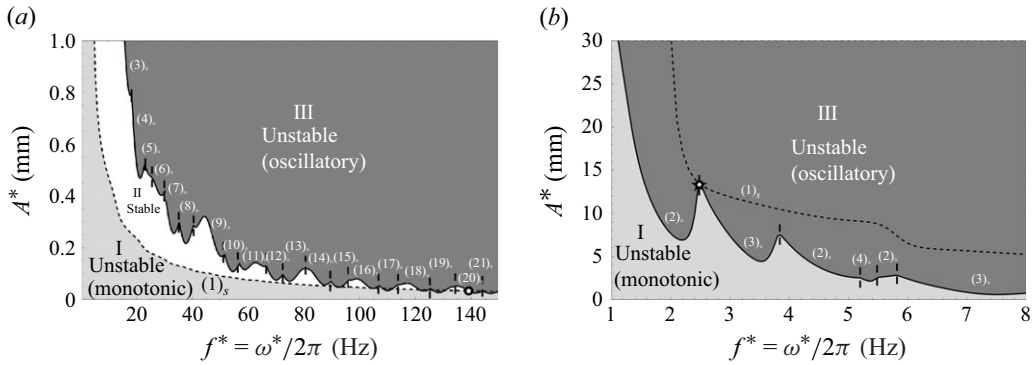 (a)
1.0
0.8
0.6
0.4
0.2
0
A* (mm)
20
40
60
80
100
120
140
f* = ω*/2π (Hz)
III
Unstable
(oscillatory)
II
Stable
I
Unstable
(monotonic)
(1)s
(3)o
(4)o
(5)o
(6)o
(7)o
(8)o
(9)o
(10)o
(11)o
(12)o
(13)o
(14)o
(15)o
(16)o
(17)o
(18)o
(19)o
(20)o
(21)o
(b)
30
25
20
15
10
5
0
A* (mm)
1
2
3
4
5
6
7
8
f* = ω*/2π (Hz)
III
Unstable
(oscillatory)
I
Unstable
(monotonic)
(1)s
(2)o
(3)o
(2)o
(4)o
(2)o
(3)o